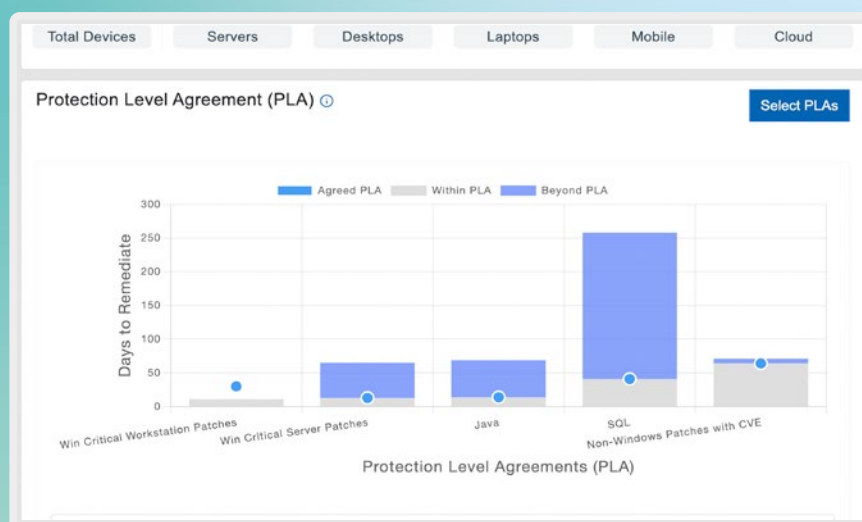 Total Devices Servers Desktops Laptops Mobile Cloud
Protection Level Agreement (PLA)
Select PLAs
Agreed PLA Within PLA Beyond PLA
300
250
200
150
100
50
0
Days to Remediate
Win Critical Workstation Patches
Win Critical Server Patches
Java
SQL
Non-Windows Patches with CVE
Protection Level Agreements (PLA)